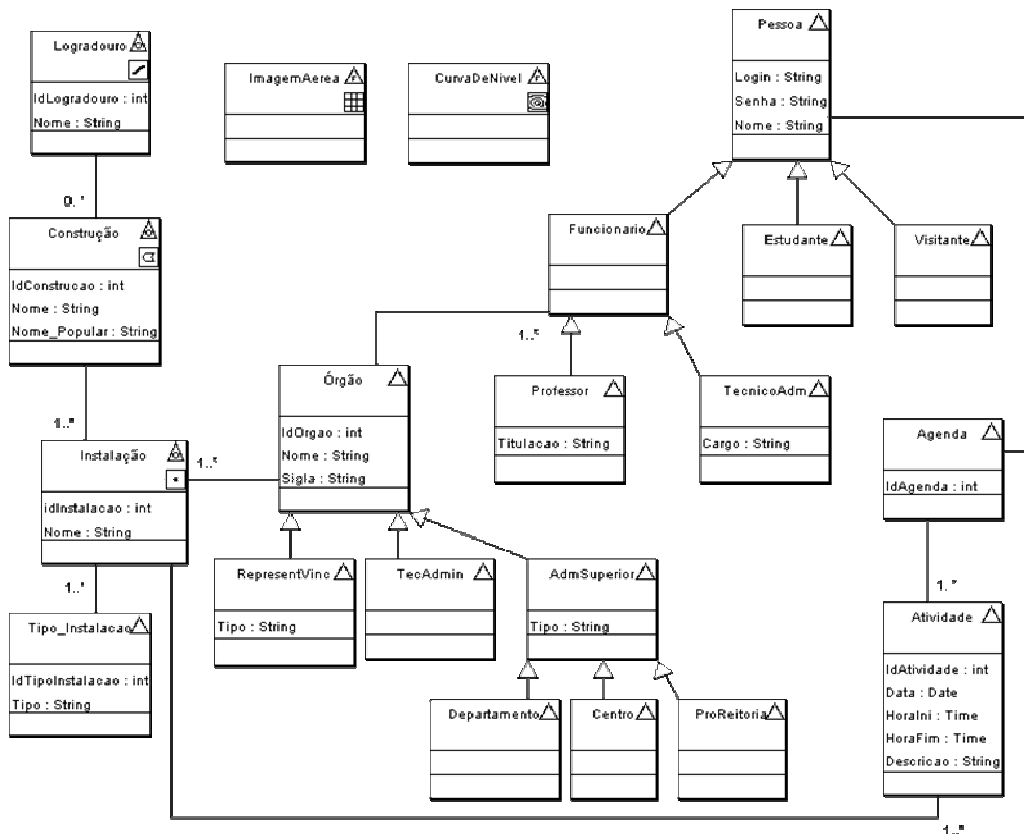 Logradouro
IdLogradouro : int
Nome : String
0..*
Construção
IdConstrucao : int
Nome : String
Nome_Popular : String
1..*
Instalação
idInstalacao : int
Nome : String
1..*
1..*
Tipo_Instalacao
IdTipoInstalacao : int
Tipo : String
ImagemAerea
CurvaDeNivel
Pessoa
Login : String
Senha : String
Nome : String
Funcionario
Estudante
Visitante
1..*
Professor
Titulacao : String
TecnicoAdm
Cargo : String
Órgão
IdOrgao : int
Nome : String
Sigla : String
RepresentVinc
Tipo : String
TecAdmin
AdmSuperior
Tipo : String
Departamento
Centro
ProReitoria
Agenda
IdAgenda : int
1..*
Atividade
IdAtividade : int
Data : Date
HoraIni : Time
HoraFim : Time
Descricao : String
1..*